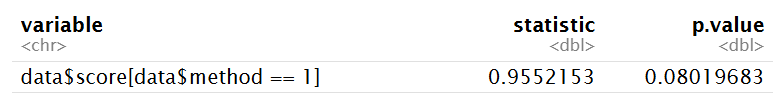 variable statistic p.value
<chr> <dbl> <dbl>
data$score[data$method == 1] 0.9552153 0.08019683